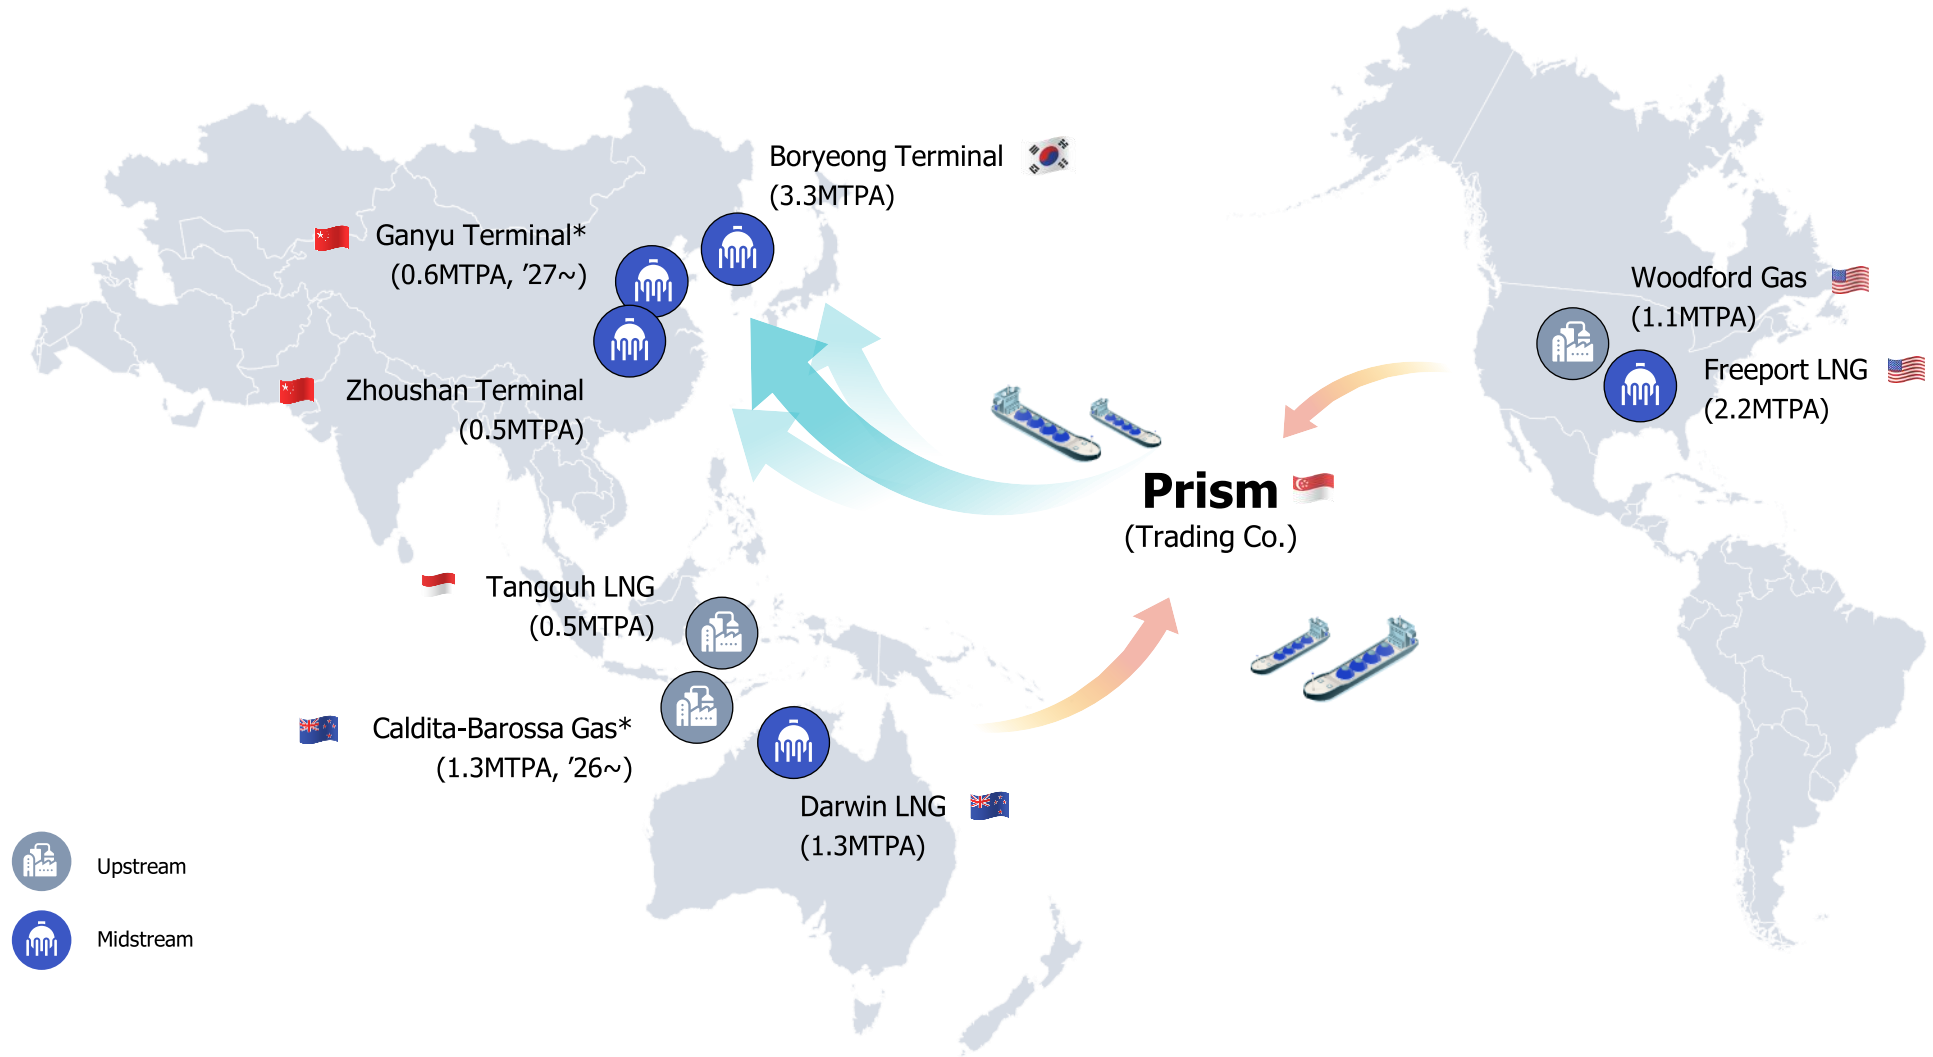 Boryeong Terminal
(3.3MTPA)
Ganyu Terminal*
(0.6MTPA, ’27~)
Zhoushan Terminal
(0.5MTPA)
Woodford Gas
(1.1MTPA)
Freeport LNG
(2.2MTPA)
Prism
(Trading Co.)
Tangguh LNG
(0.5MTPA)
Caldita-Barossa Gas*
(1.3MTPA, ’26~)
Darwin LNG
(1.3MTPA)
Upstream
Midstream